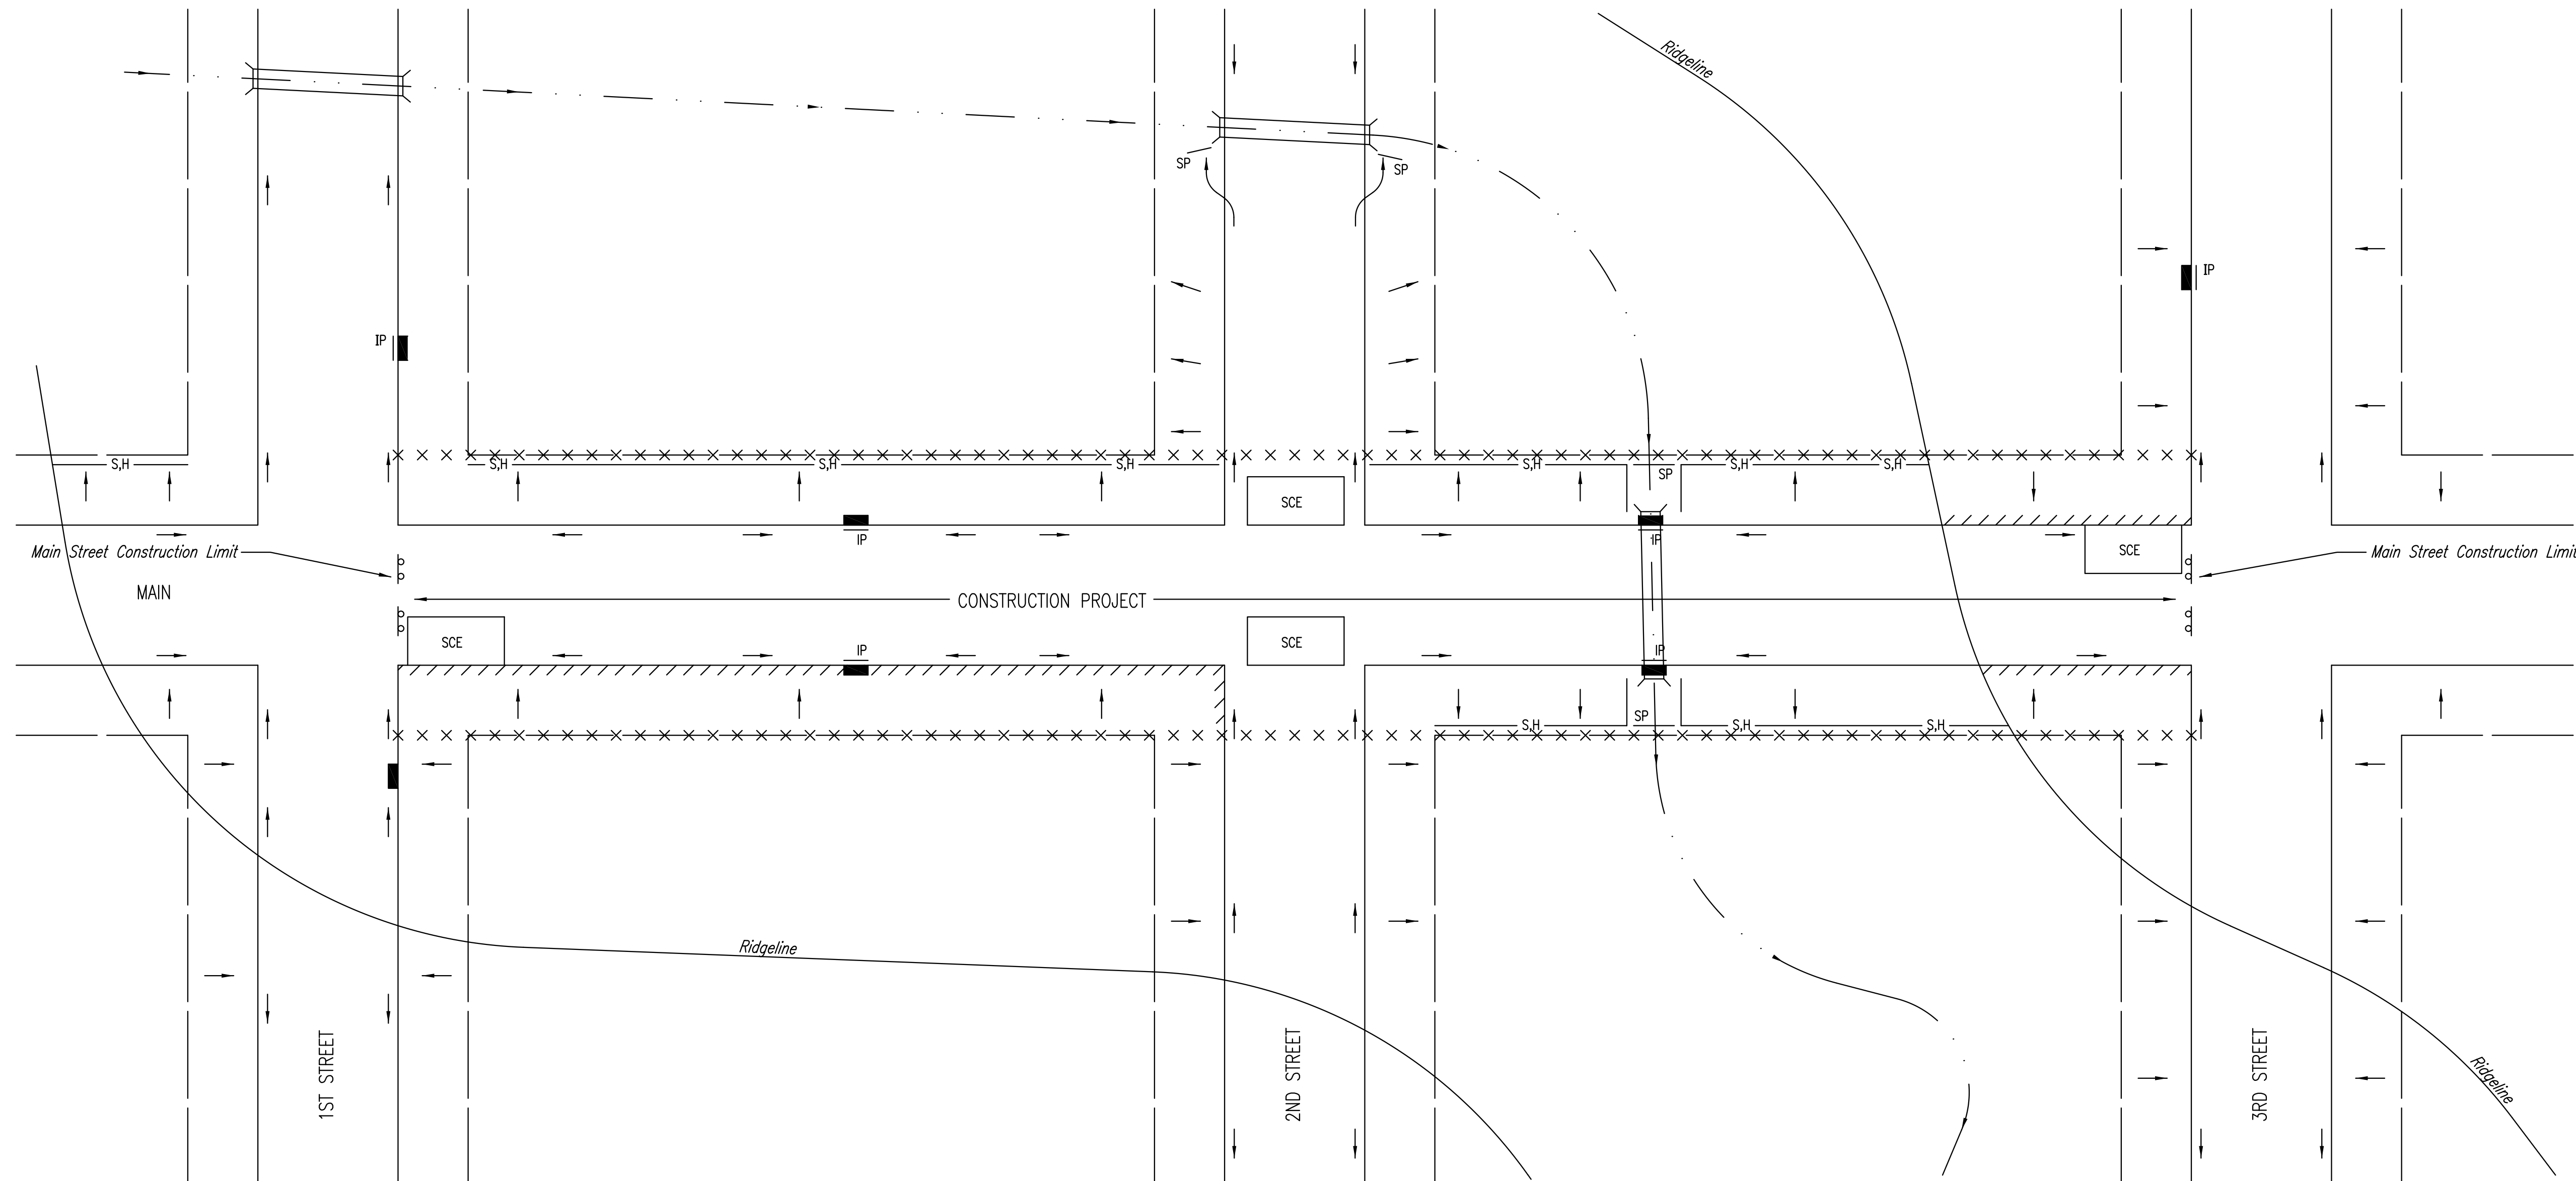 Ridgeline
SP
SP
IP
IP
S,H
S,H
S,H
S,H
S,H
SP
S,H
S,H
SCE
IP
IP
SCE
Main Street Construction Limit
Main Street Construction Limit
MAIN
CONSTRUCTION PROJECT
SCE
SCE
IP
IP
S,H
SP
S,H
S,H
Ridgeline
1ST STREET
2ND STREET
3RD STREET
Ridgeline